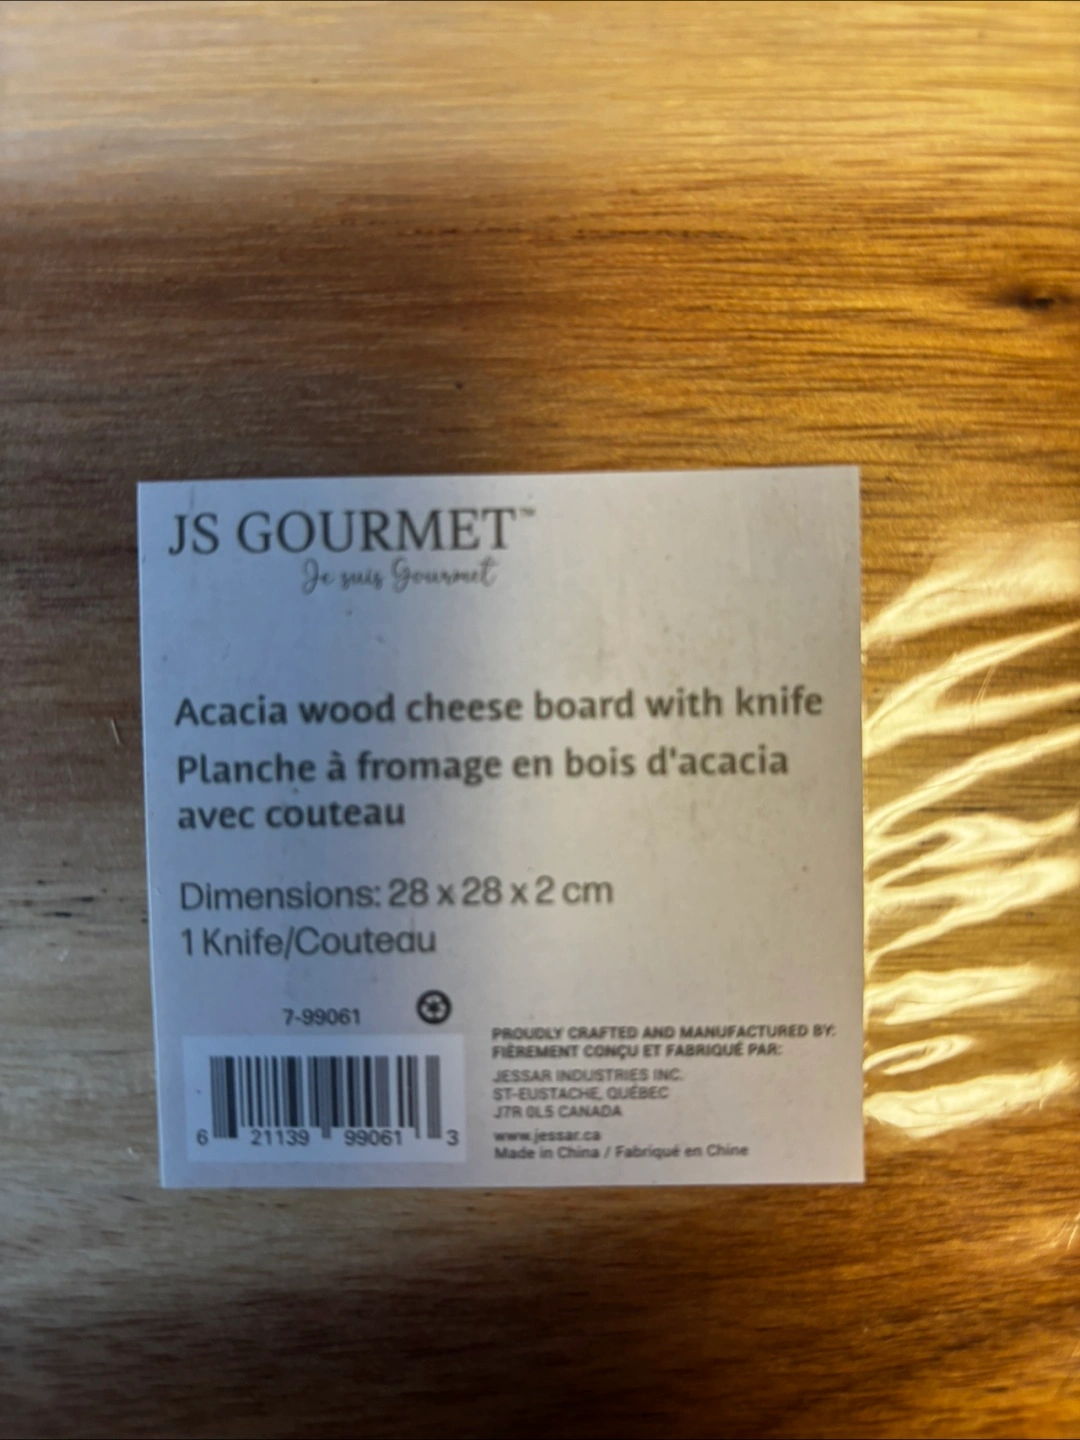 JS GOURMET™
Je suis Gourmet
Acacia wood cheese board with knife
Planche à fromage en bois d'acacia
avec couteau
Dimensions: 28 x 28 x 2 cm
1 Knife/Couteau
7-99061
6 21139 99061 3
PROUDLY CRAFTED AND MANUFACTURED BY:
FIÈREMENT CONÇU ET FABRIQUÉ PAR:
JESSAR INDUSTRIES INC.
ST-EUSTACHE, QUÉBEC
J7R 0L5 CANADA
www.jessar.ca
Made in China / Fabriqué en Chine